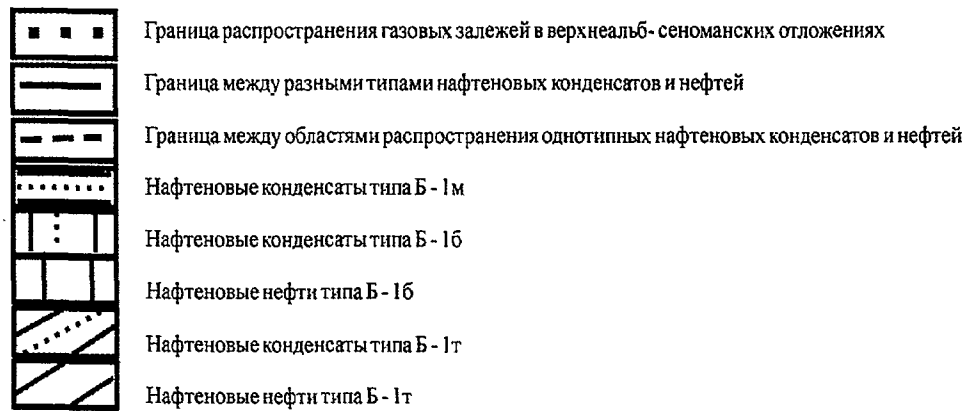 Граница распространения газовых залежей в верхнеальб- сеноманских отложениях
Граница между разными типами нафтеновых конденсатов и нефтей
Граница между областями распространения однотипных нафтеновых конденсатов и нефтей
Нафтеновые конденсаты типа Б - 1м
Нафтеновые конденсаты типа Б - 1б
Нафтеновые нефти типа Б - 1б
Нафтеновые конденсаты типа Б - 1т
Нафтеновые нефти типа Б - 1т